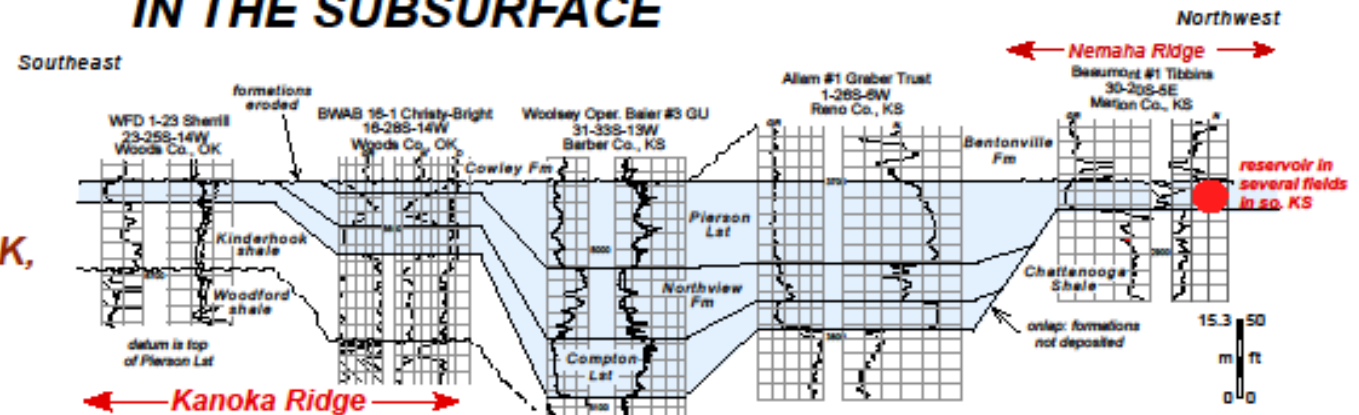 IN THE SUBSURFACE
Northwest
Nemaha Ridge
Southeast
formations
eroded
WFD 1-23 Sherrill
23-25S-14W
Woods Co., OK
BWAB 16-1 Christy-Bright
16-28S-14W
Woods Co., OK
Woolsey Oper. Baier #3 GU
31-33S-13W
Barber Co., KS
Allam #1 Graber Trust
1-26S-6W
Reno Co., KS
Beaumont #1 Tibbins
30-20S-5E
Marion Co., KS
Cowley Fm
Bentonville
Fm
reservoir in
several fields
in so. KS
Pierson
Lst
K,
Kinderhook
shale
Northview
Fm
Chattanooga
Shale
Woodford
shale
onlap: formations
not deposited
datum is top
of Pierson Lst
Compton
Lst
15.3 50
m ft
0 0
Kanoka Ridge